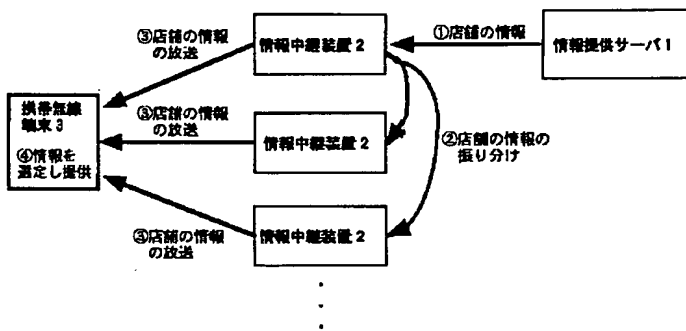 ③店舗の情報
の放送
情報中継装置2
①店舗の情報
情報提供サーバ1
携帯無線
端末3
④情報を
選定し提供
③店舗の情報
の放送
情報中継装置2
②店舗の情報の
振り分け
③店舗の情報
の放送
情報中継装置2